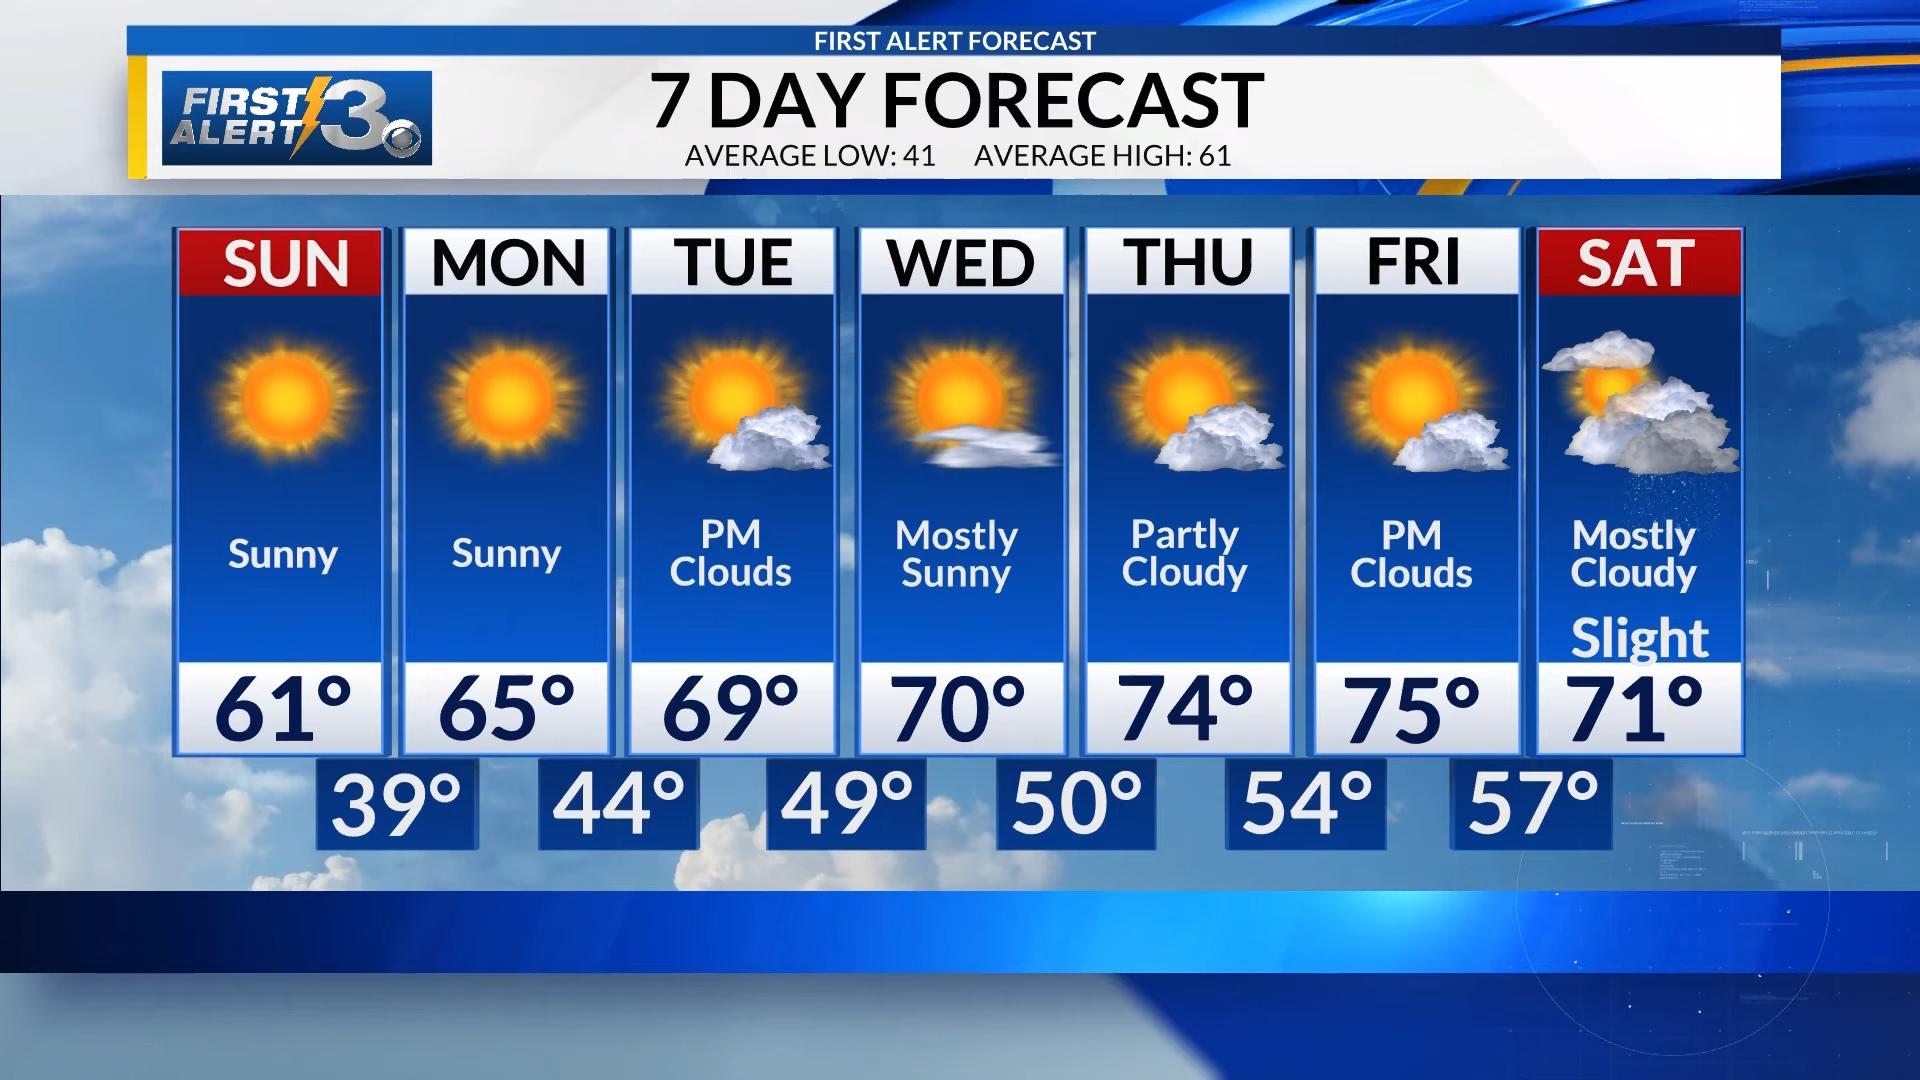 FIRST ALERT FORECAST
FIRST
ALERT
3
7 DAY FORECAST
AVERAGE LOW: 41 AVERAGE HIGH: 61
SUN MON TUE WED THU FRI SAT
Sunny
Sunny
PM
Clouds
Mostly
Sunny
Partly
Cloudy
PM
Clouds
Mostly
Cloudy
Slight
61° 65° 69° 70° 74° 75° 71°
39° 44° 49° 50° 54° 57°